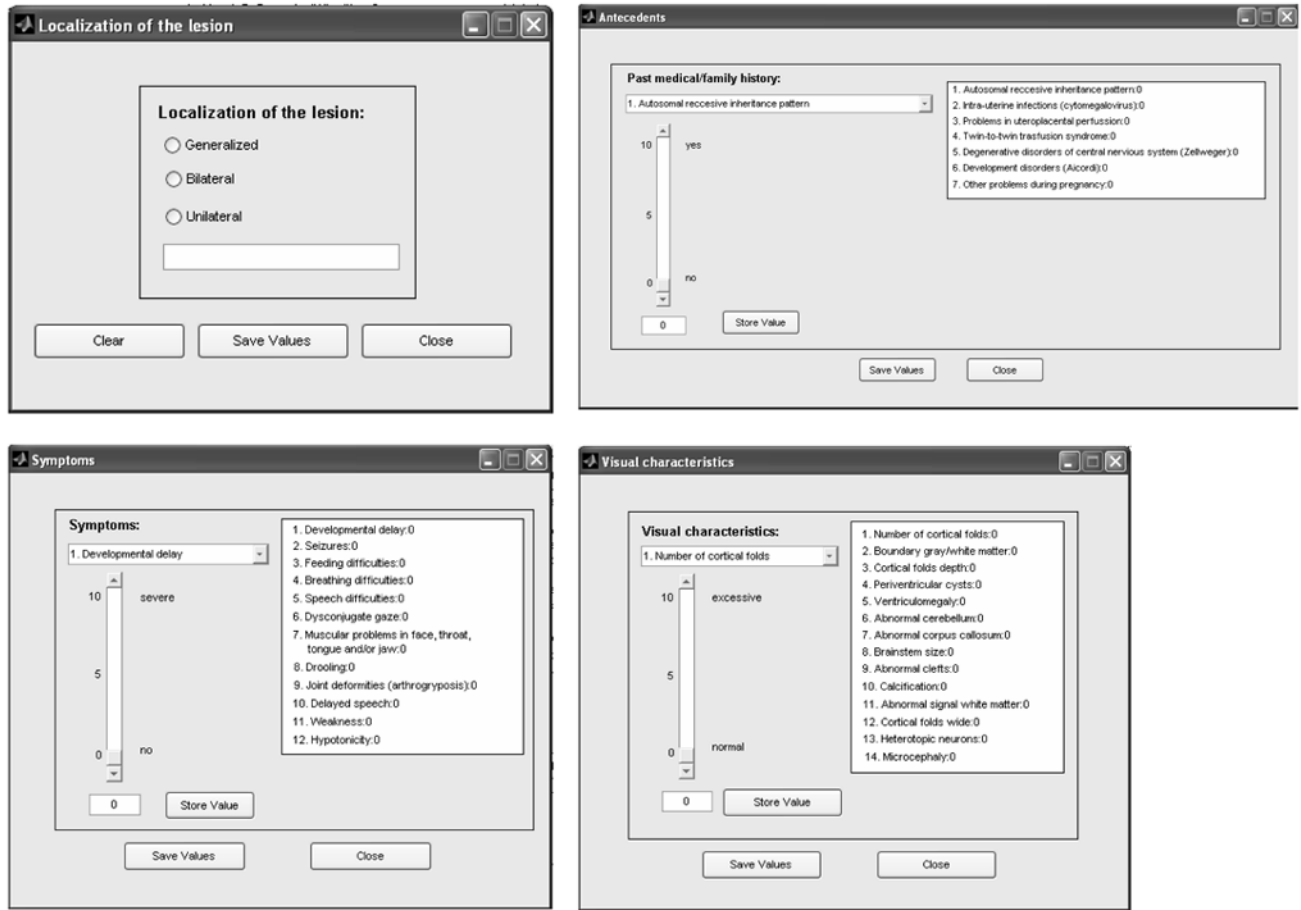 Localization of the lesion
Localization of the lesion:
Generalized
Bilateral
Unilateral
Clear
Save Values
Close
Antecedents
Past medical/family history:
1. Autosomal reccesive inheritance pattern
10
yes
5
0
no
0
Store Value
1. Autosomal reccesive inheritance pattern:0
2. Intra-uterine infections (cytomegalovirus):0
3. Problems in uteroplacental perfussion:0
4. Twin-to-twin trasfusion syndrome:0
5. Degenerative disorders of central nervious system (Zellweger):0
6. Development disorders (Aicordi):0
7. Other problems during pregnancy:0
Save Values
Close
Symptoms
Symptoms:
1. Developmental delay
10
severe
5
0
no
0
Store Value
1. Developmental delay:0
2. Seizures:0
3. Feeding difficulties:0
4. Breathing difficulties:0
5. Speech difficulties:0
6. Dysconjugate gaze:0
7. Muscular problems in face, throat,
tongue and/or jaw:0
8. Drooling:0
9. Joint deformities (arthrogryposis):0
10. Delayed speech:0
11. Weakness:0
12. Hypotonicity:0
Save Values
Close
Visual characteristics
Visual characteristics:
1. Number of cortical folds
10
excessive
5
0
normal
0
Store Value
1. Number of cortical folds:0
2. Boundary gray/white matter:0
3. Cortical folds depth:0
4. Periventricular cysts:0
5. Ventriculomegaly:0
6. Abnormal cerebellum:0
7. Abnormal corpus callosum:0
8. Brainstem size:0
9. Abnormal clefts:0
10. Calcification:0
11. Abnormal signal white matter:0
12. Cortical folds wide:0
13. Heterotopic neurons:0
14. Microcephaly:0
Save Values
Close